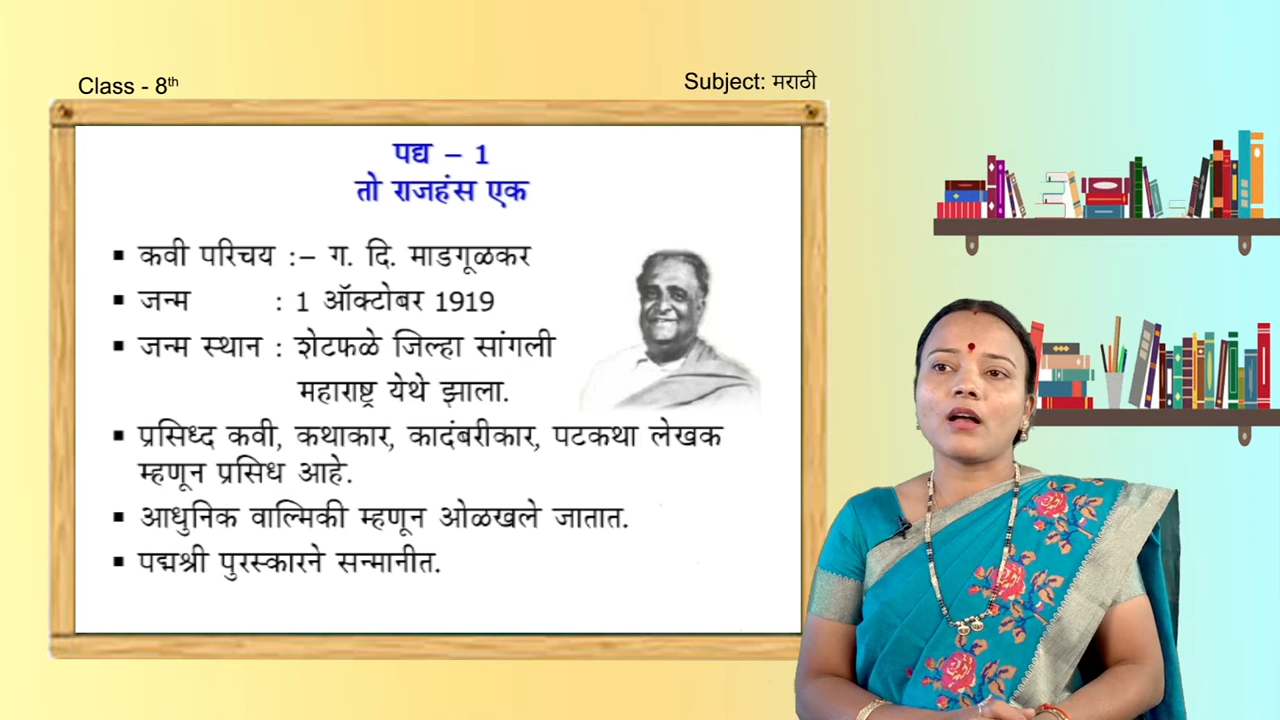 Class - 8th
Subject: मराठी
पद्य – 1
तो राजहंस एक
▪ कवी परिचय :– ग. दि. माडगूळकर
▪ जन्म : 1 ऑक्टोबर 1919
▪ जन्म स्थान : शेटफळे जिल्हा सांगली
महाराष्ट्र येथे झाला.
▪ प्रसिध्द कवी, कथाकार, कादंबरीकार, पटकथा लेखक
म्हणून प्रसिध आहे.
▪ आधुनिक वाल्मिकी म्हणून ओळखले जातात.
▪ पद्मश्री पुरस्कारने सन्मानीत.